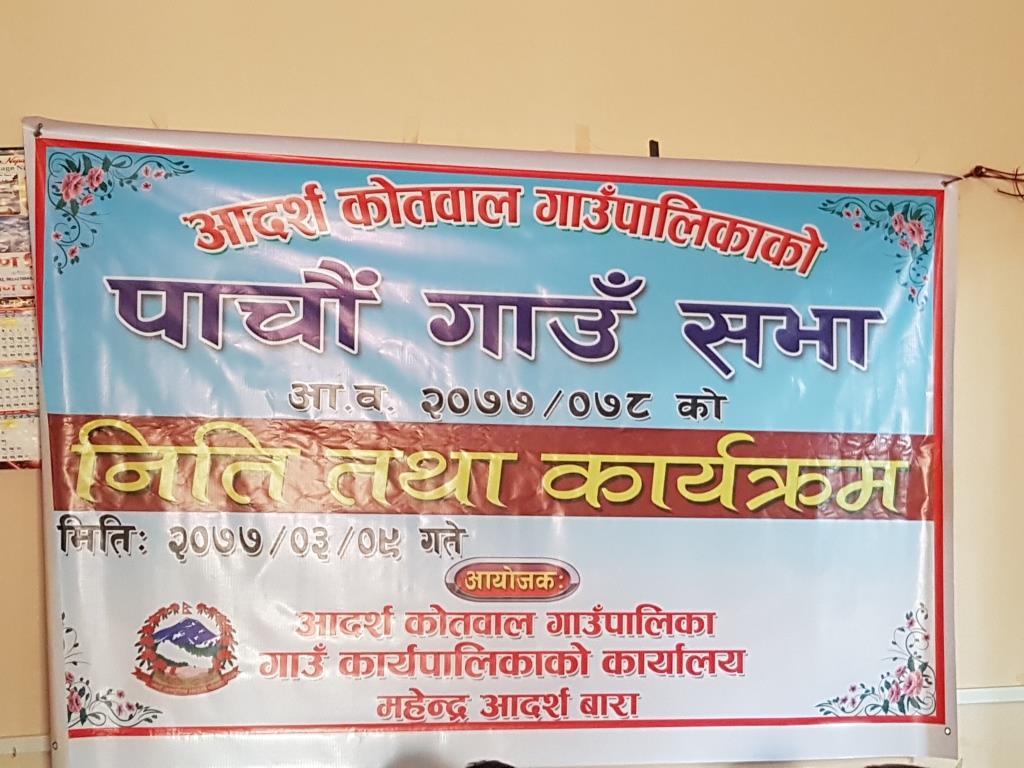 आदर्श कोतवाल गाउँपालिकाको
पाचौं गाउँ सभा
आ.व. २०७७/०७८ को
निति तथा कार्यक्रम
मितिः २०७७/०३/०९ गते
आयोजकः
आदर्श कोतवाल गाउँपालिका
गाउँ कार्यपालिकाको कार्यालय
महेन्द्र आदर्श बारा